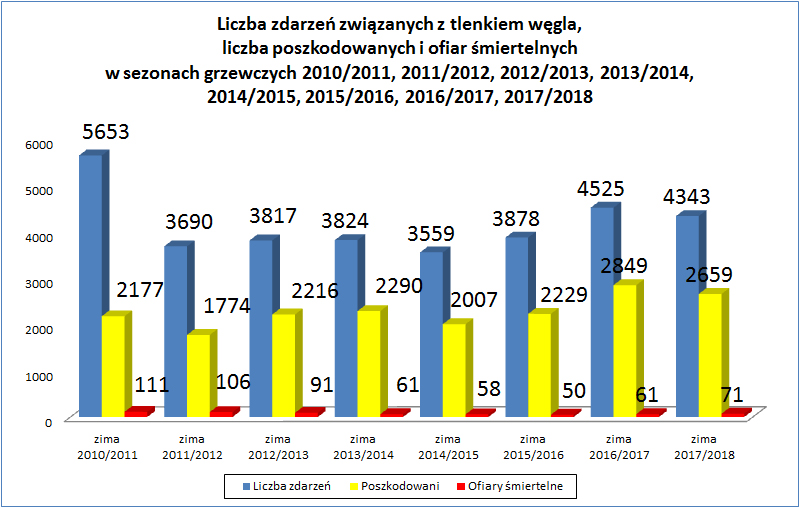 Liczba zdarzeń związanych z tlenkiem węgla,
liczba poszkodowanych i ofiar śmiertelnych
w sezonach grzewczych 2010/2011, 2011/2012, 2012/2013, 2013/2014,
2014/2015, 2015/2016, 2016/2017, 2017/2018
6000
5000
4000
3000
2000
1000
0
5653 2177 111
3690 1774 106
3817 2216 91
3824 2290 61
3559 2007 58
3878 2229 50
4525 2849 61
4343 2659 71
zima 2010/2011
zima 2011/2012
zima 2012/2013
zima 2013/2014
zima 2014/2015
zima 2015/2016
zima 2016/2017
zima 2017/2018
Liczba zdarzeń Poszkodowani Ofiary śmiertelne